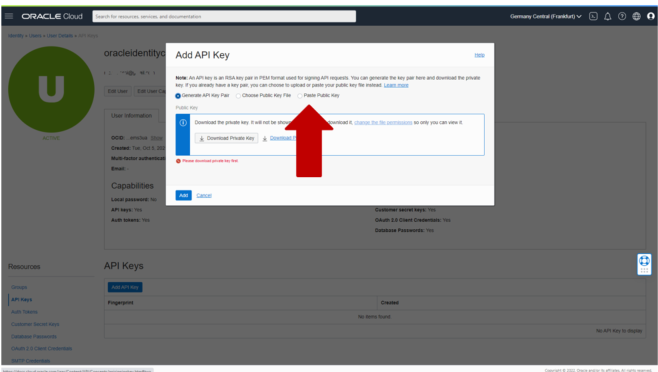 ORACLE Cloud
Search for resources, services, and documentation
Germany Central (Frankfurt)
Identity » Users » User Details » API Keys
oracleidentityc
U
ACTIVE
Edit User
User Information
OCID:
Show
Created: Tue, Oct 5, 202
Multi-factor authenticati
Email: -
Capabilities
Local password: No
API keys: Yes
Auth tokens: Yes
Customer secret keys: Yes
OAuth 2.0 Client Credentials: Yes
Database Passwords: Yes
Add API Key
Help
Note: An API key is an RSA key pair in PEM format used for signing API requests. You can generate the key pair here and download the private
key. If you already have a key pair, you can choose to upload or paste your public key file instead. Learn more
Generate API Key Pair
Choose Public Key File
Paste Public Key
Public Key
Download the private key. It will not be shown
download it, change the file permissions so only you can view it.
Download Private Key
Download P
Please download private key first
Add
Cancel
Resources
Groups
API Keys
Auth Tokens
Customer Secret Keys
Database Passwords
OAuth 2.0 Client Credentials
SMTP Credentials
API Keys
Add API Key
Fingerprint
Created
No items found.
No API Key to display
Copyright © 2022, Oracle and/or its affiliates. All rights reserved.